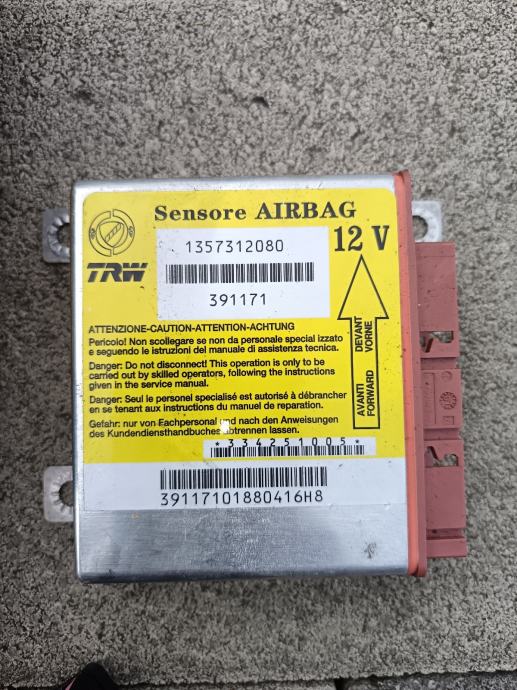 Sensore AIRBAG
1357312080
12 V
TRW
391171
ATTENZIONE-CAUTION-ATTENTION-ACHTUNG
Pericolo! Non scollegare se non da personale special izzato
e seguendo le istruzioni del manuale di assistenza tecnica.
Danger: Do not disconnect! This operation is only to be
carried out by skilled operators, following the instructions
given in the service manual.
Danger: Seul le personel specialisé est autorisé à débrancher
en se tenant aux instructions du manuel de reparation.
Gefahr: nur von Fachpersonal und nach den Anweisungen
des Kundendiensthandbuches abtrennen lassen.
AVANTI DEVANT
FORWARD VORNE
*334251005*
39117101880416H8